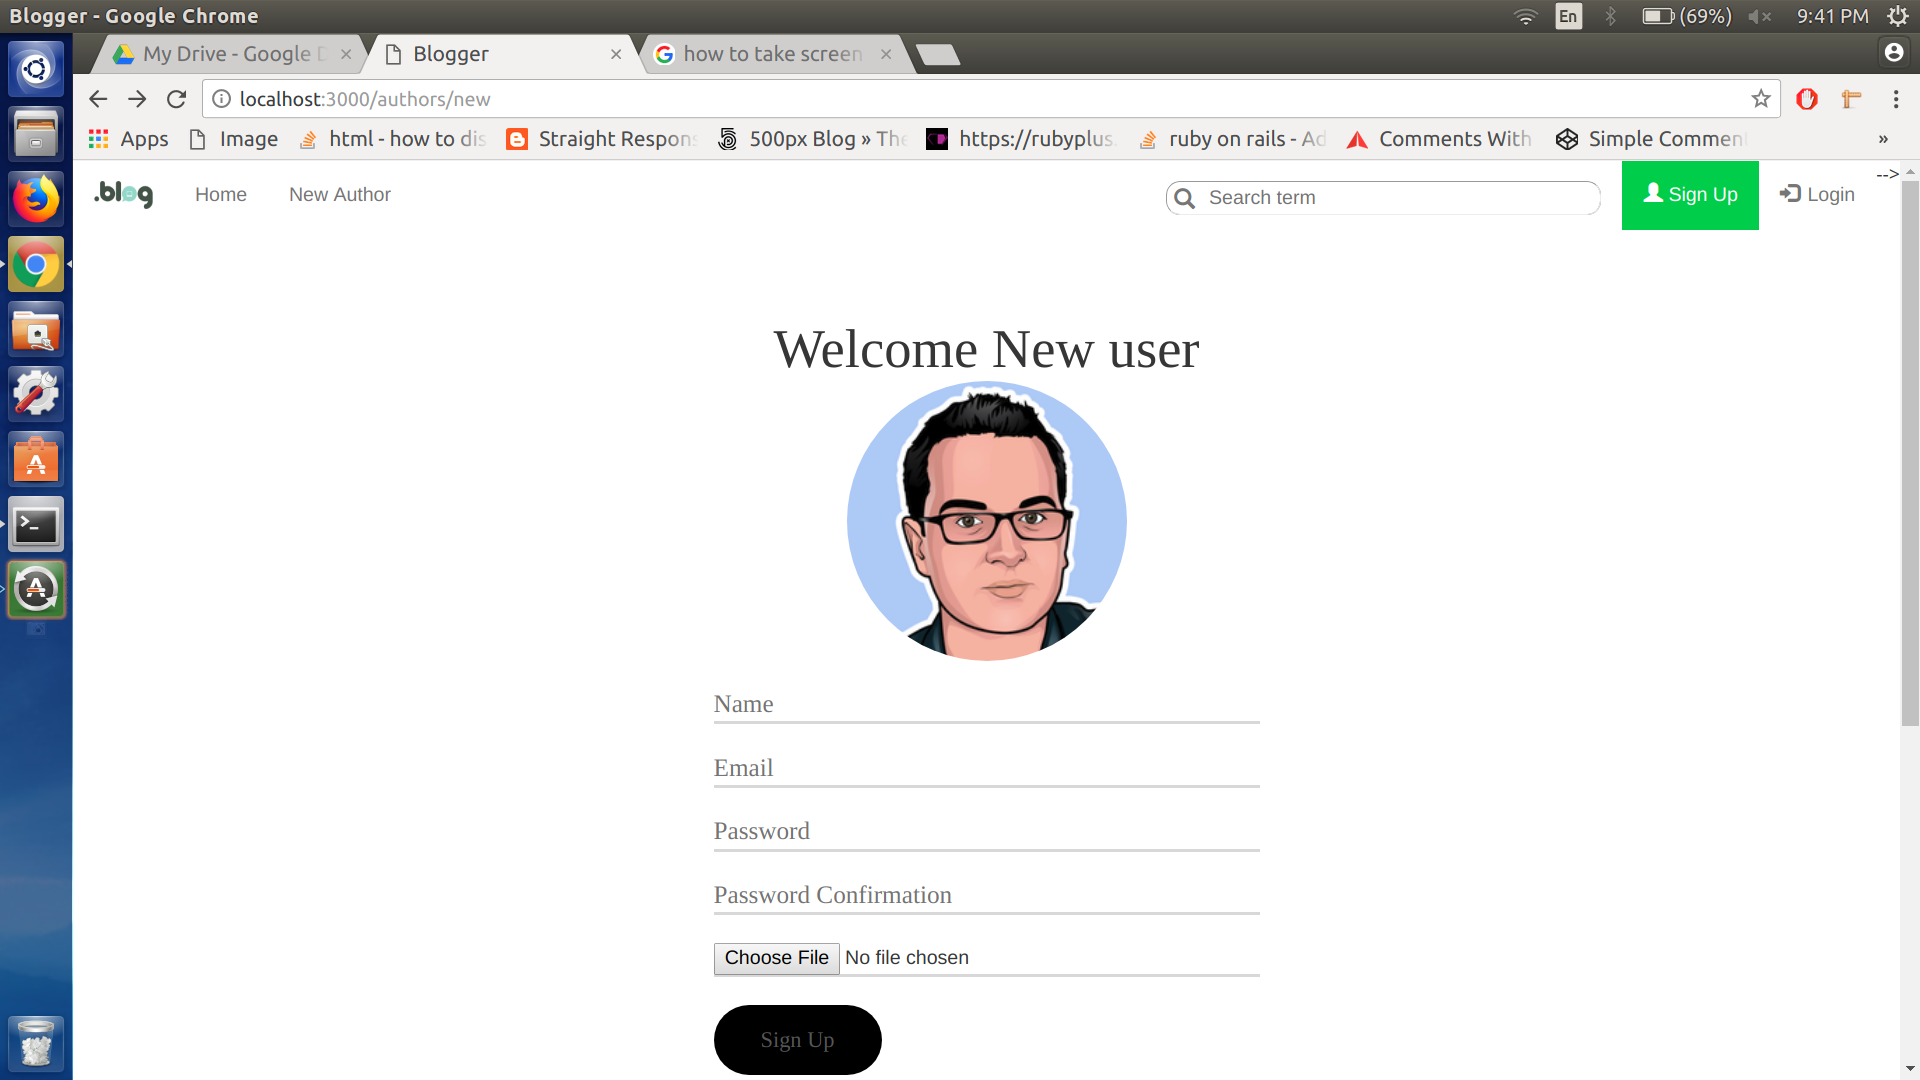 Blogger - Google Chrome
En
(69%)
9:41 PM
My Drive - Google D
Blogger
how to take screen
localhost:3000/authors/new
Apps
Image
html - how to dis
Straight Respons
500px Blog » The
https://rubyplus.
ruby on rails - Ad
Comments With
Simple Commen
»
.blog
Home
New Author
Search term
Sign Up
Login
-->
Welcome New user
Name
Email
Password
Password Confirmation
Choose File No file chosen
Sign Up